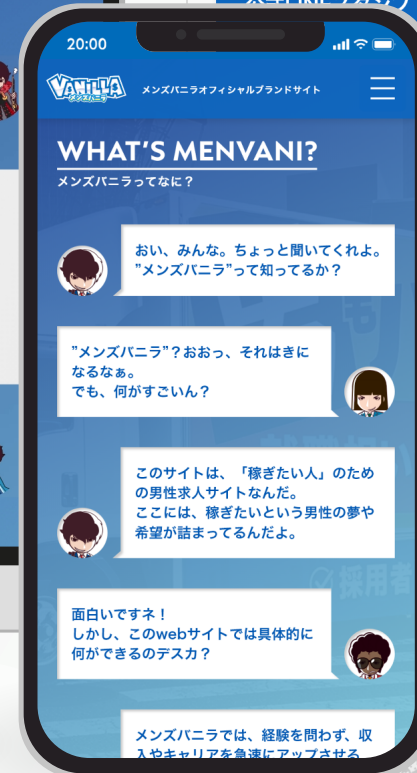 20:00
VANILLA
メンズバニラ
メンズバニラオフィシャルブランドサイト
WHAT'S MENVANI?
メンズバニラってなに？
おい、みんな。ちょっと聞いてくれよ。
”メンズバニラ”って知ってるか？
”メンズバニラ”？おおっ、それはきに
なるなぁ。
でも、何がすごいん？
このサイトは、「稼ぎたい人」のため
の男性求人サイトなんだ。
ここには、稼ぎたいという男性の夢や
希望が詰まってるんだよ。
採用者
面白いですネ！
しかし、このwebサイトでは具体的に
何ができるのデスカ？
メンズバニラでは、経験を問わず、収
入やキャリアを急速にアップさせる